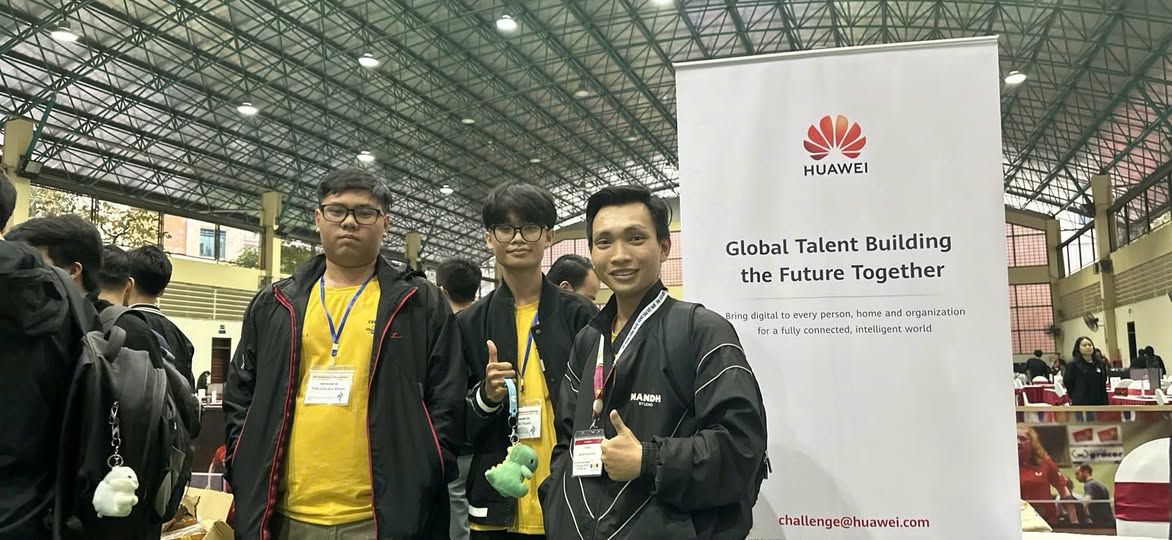 HUAWEI
Global Talent Building
the Future Together
Bring digital to every person, home and organization
for a fully connected, intelligent world
challenge@huawei.com
NANDH
STUDIO